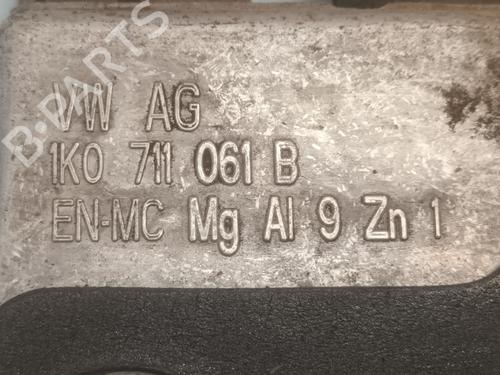 B-PARTS
VW AG
1K0 711 061 B
EN-MC Mg Al 9 Zn 1